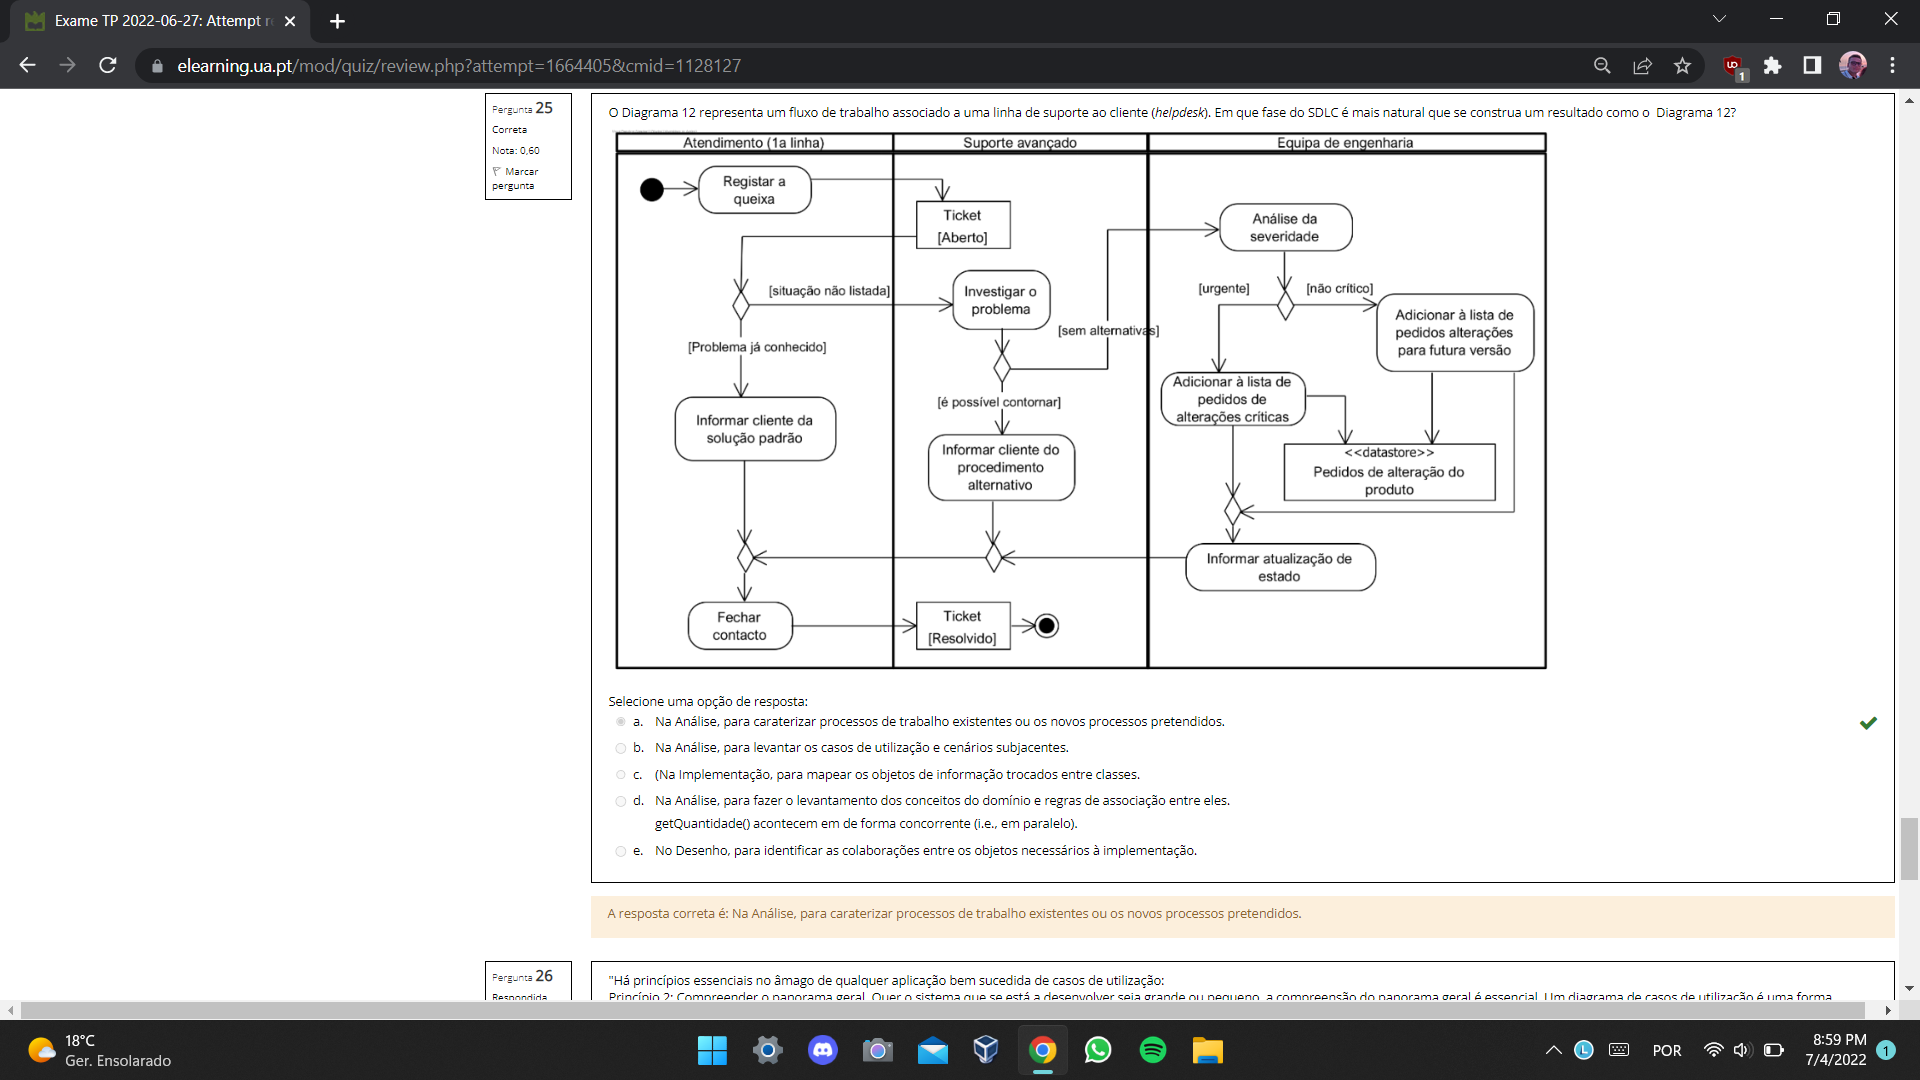 Exame TP 2022-06-27: Attempt r
elearning.ua.pt/mod/quiz/review.php?attempt=1664405&cmid=1128127
1
Pergunta 25
Correta
Nota: 0,60
Marcar
pergunta
O Diagrama 12 representa um fluxo de trabalho associado a uma linha de suporte ao cliente (helpdesk). Em que fase do SDLC é mais natural que se construa um resultado como o Diagrama 12?
Atendimento (1a linha)
Suporte avançado
Equipa de engenharia
Registar a
queixa
Ticket
[Aberto]
Análise da
severidade
[situação não listada]
Investigar o
problema
[urgente]
[não crítico]
Adicionar à lista de
pedidos alterações
para futura versão
[sem alternativas]
[Problema já conhecido]
Adicionar à lista de
pedidos de
alterações críticas
[é possível contornar]
Informar cliente da
solução padrão
Informar cliente do
procedimento
alternativo
<<datastore>>
Pedidos de alteração do
produto
Informar atualização de
estado
Fechar
contacto
Ticket
[Resolvido]
Selecione uma opção de resposta:
a. Na Análise, para caraterizar processos de trabalho existentes ou os novos processos pretendidos.
b. Na Análise, para levantar os casos de utilização e cenários subjacentes.
c. (Na Implementação, para mapear os objetos de informação trocados entre classes.
d. Na Análise, para fazer o levantamento dos conceitos do domínio e regras de associação entre eles.
getQuantidade() acontecem em de forma concorrente (i.e., em paralelo).
e. No Desenho, para identificar as colaborações entre os objetos necessários à implementação.
A resposta correta é: Na Análise, para caraterizar processos de trabalho existentes ou os novos processos pretendidos.
Pergunta 26
Respondida
"Há princípios essenciais no âmago de qualquer aplicação bem sucedida de casos de utilização:
Princípio 2: Compreender o panorama geral. Quer o sistema que se está a desenvolver seja grande ou pequeno, a compreensão do panorama geral é essencial. Um diagrama de casos de utilização é uma forma
18°C
Ger. Ensolarado
POR
8:59 PM
7/4/2022
1